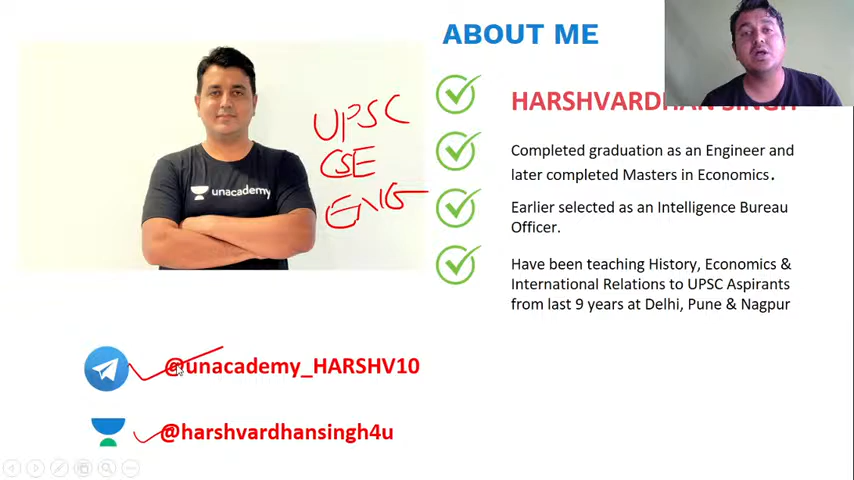 ABOUT ME
HARSHVARDHAN SINGH
Completed graduation as an Engineer and
later completed Masters in Economics.
Earlier selected as an Intelligence Bureau
Officer.
Have been teaching History, Economics &
International Relations to UPSC Aspirants
from last 9 years at Delhi, Pune & Nagpur
UPSC
CSE
ENG
unacademy
@unacademy_HARSHV10
@harshvardhansingh4u